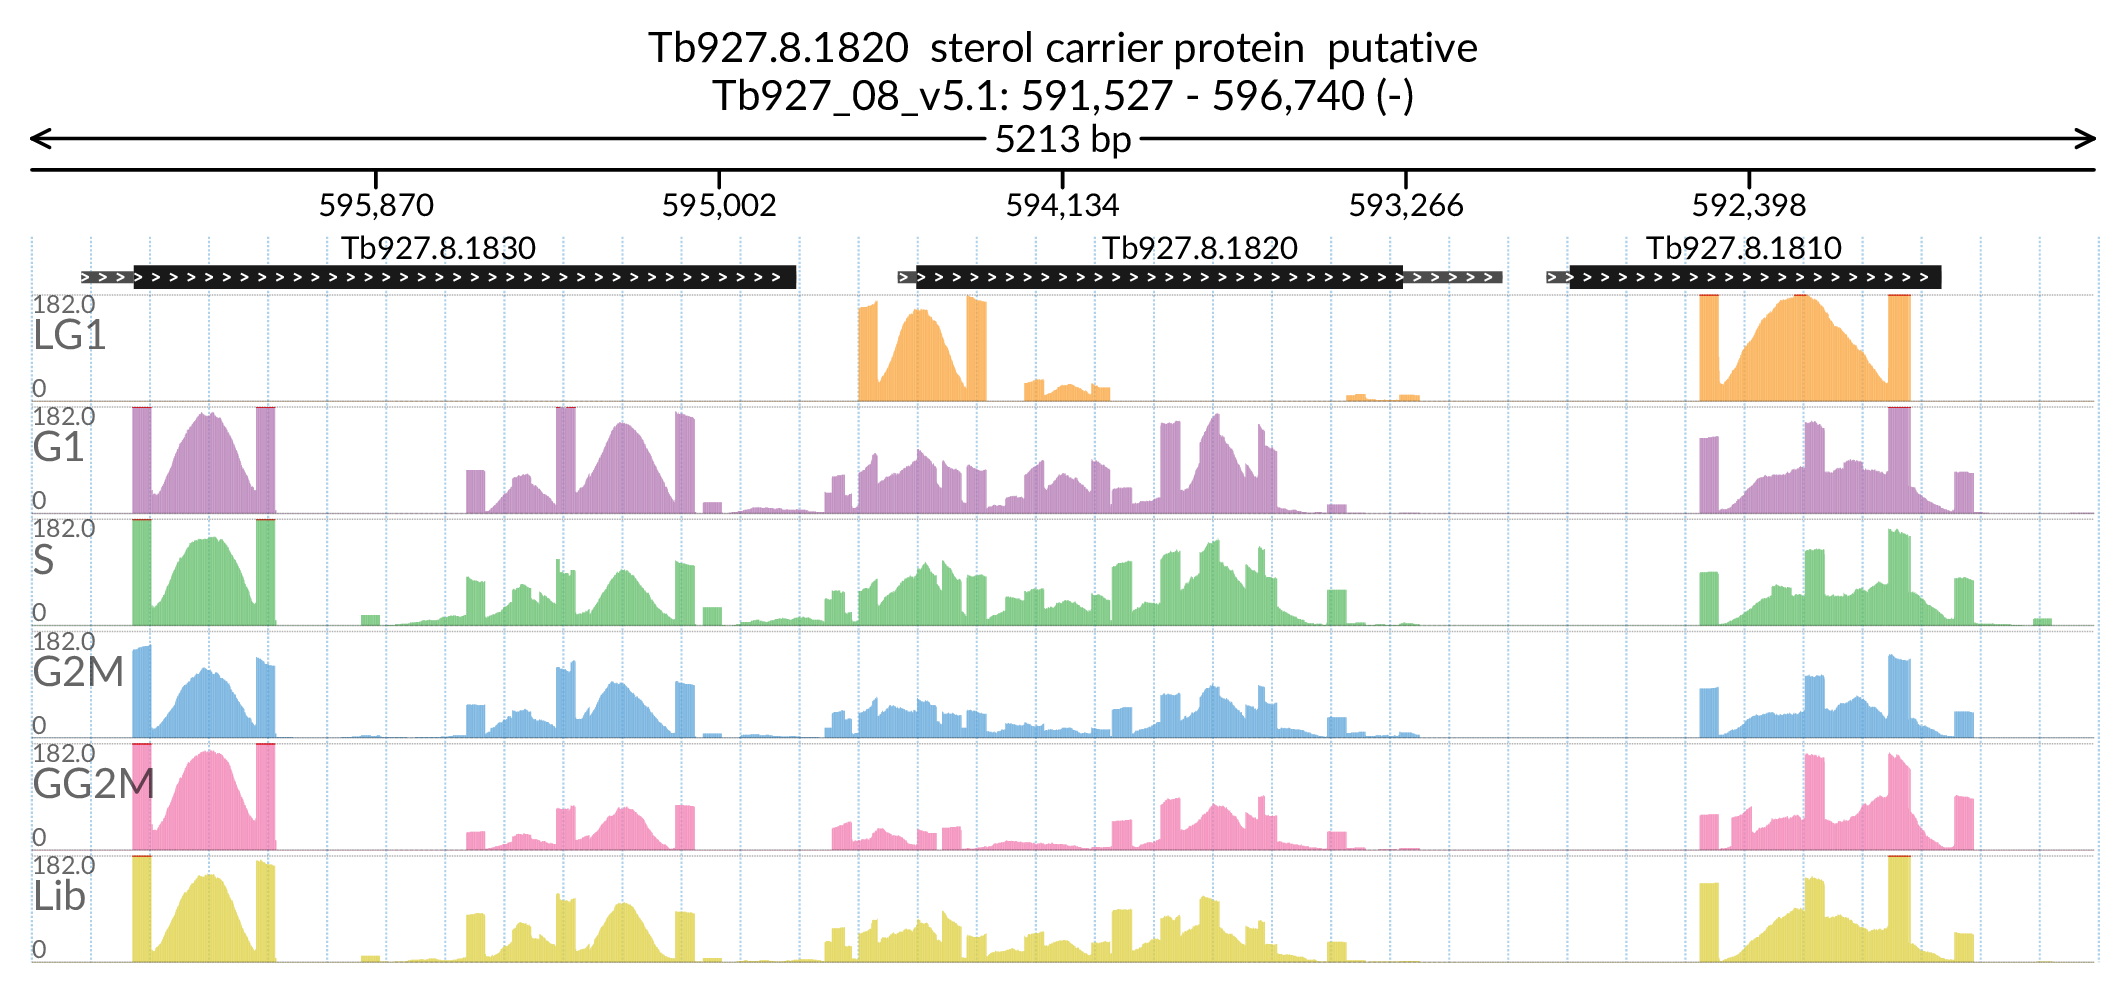 Tb927.8.1820 sterol carrier protein putative
Tb927_08_v5.1: 591,527 - 596,740 (-)
5213 bp
595,870 595,002 594,134 593,266 592,398
Tb927.8.1830 Tb927.8.1820 Tb927.8.1810
182.0
LG1
0
182.0
G1
0
182.0
S
0
182.0
G2M
0
182.0
GG2M
0
182.0
Lib
0